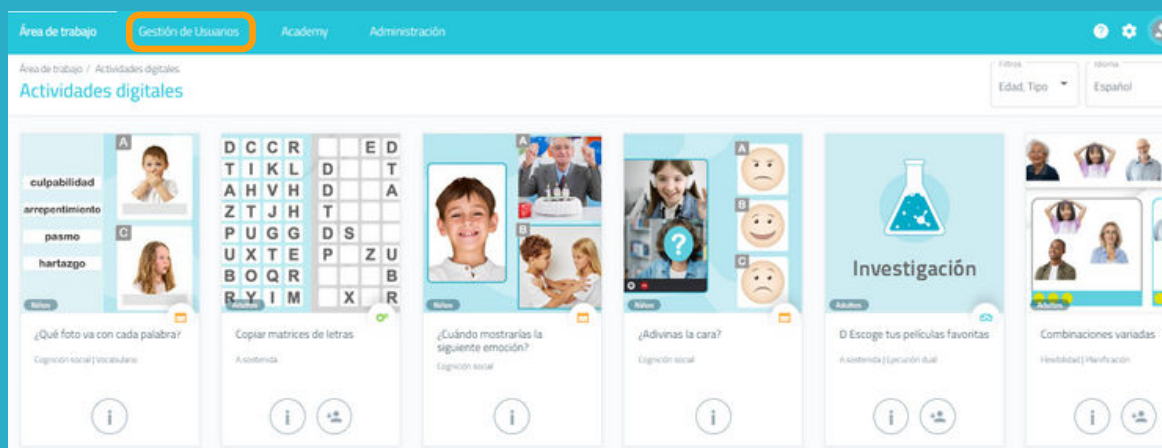 Área de trabajo Gestión de Usuarios Academy Administración
Área de trabajo / Actividades digitales
Actividades digitales
Filtros
Edad, Tipo
Idioma
Español
culpabilidad
arrepentimiento
pasmo
hartazgo
A
C
Niños
¿Qué foto va con cada palabra?
Cognición social | Vocabulario
D C C R E D
T I K L D T
A H V H D A
Z T J H T
P U G G D S
U X T E P Z U
B O Q R B
R Y I M X R
Adultos
Copiar matrices de letras
A sostenida
A
B
Niños
¿Cuándo mostrarías la
siguiente emoción?
Cognición social
?
A
B
C
Niños
¿Adivinas la cara?
Cognición social
Investigación
Adultos
D Escoge tus películas favoritas
A sostenida | Ejecución dual
Adultos
Combinaciones variadas
Flexibilidad | Planificación